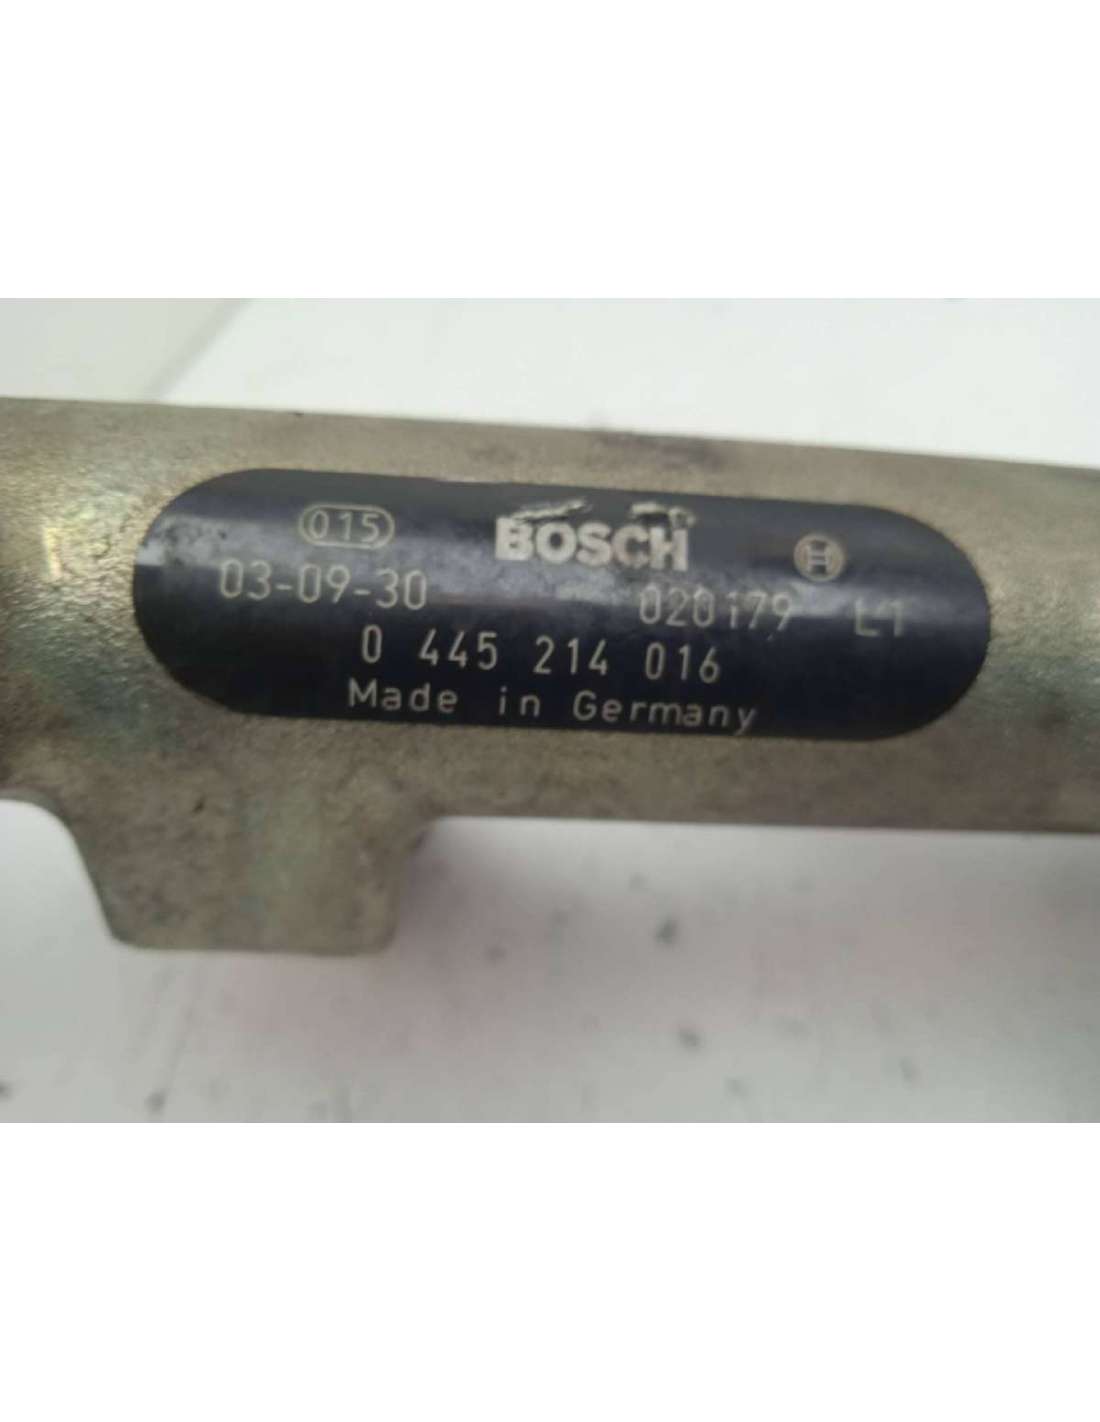 015 BOSCH
03-09-30 020179 L1
0 445 214 016
Made in Germany